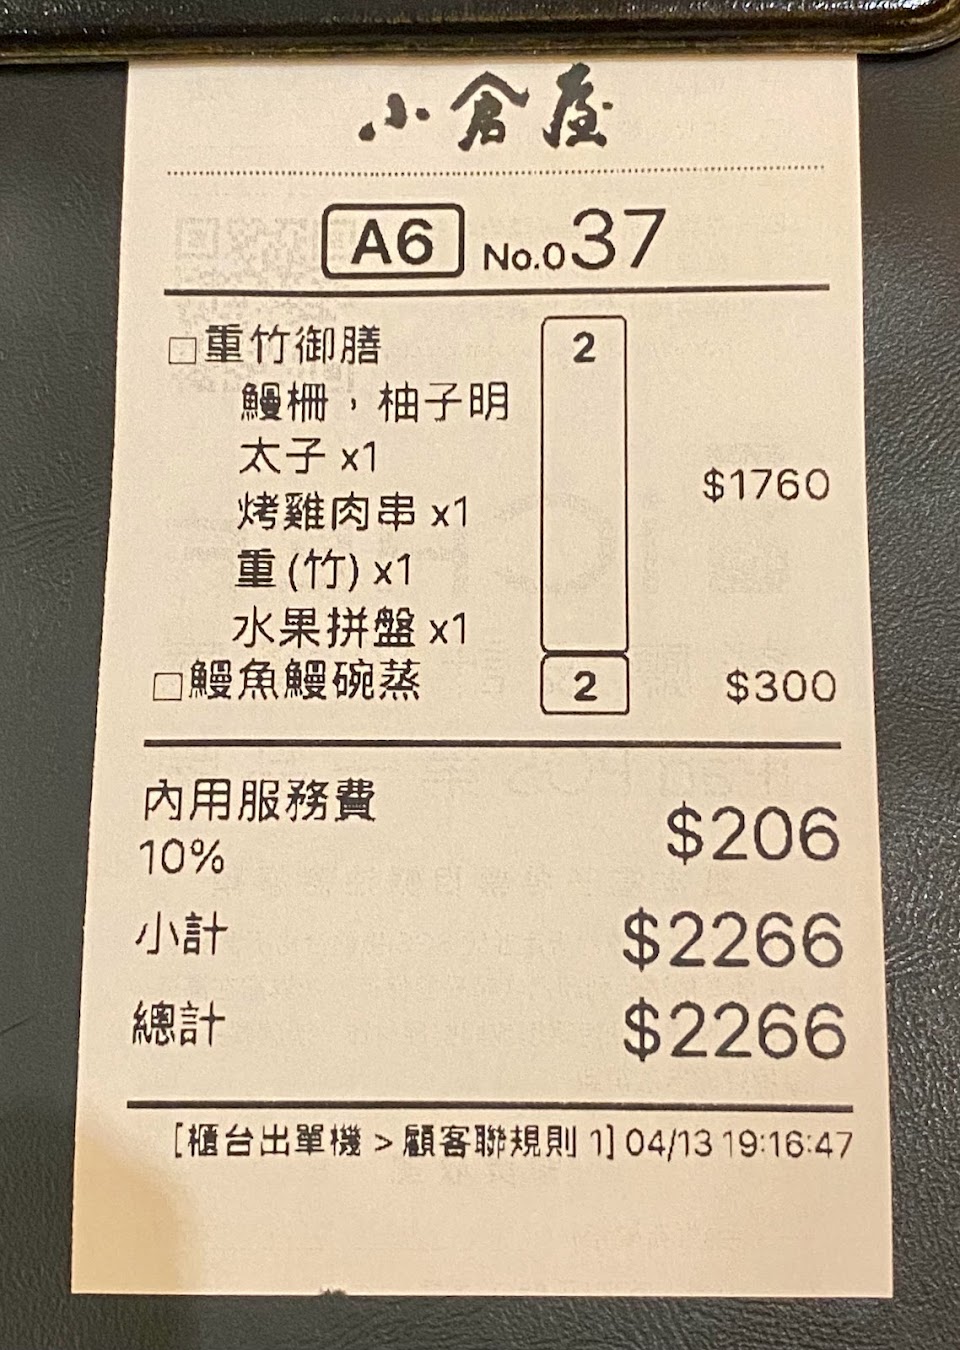 小倉屋
A6 No.037
□重竹御膳 2
鰻柵，柚子明
太子 x1
$1760
烤雞肉串 x1
重(竹) x1
水果拼盤 x1
□鰻魚鰻碗蒸 2 $300
內用服務費
10%
$206
小計 $2266
總計 $2266
[櫃台出單機 > 顧客聯規則 1] 04/13 19:16:47